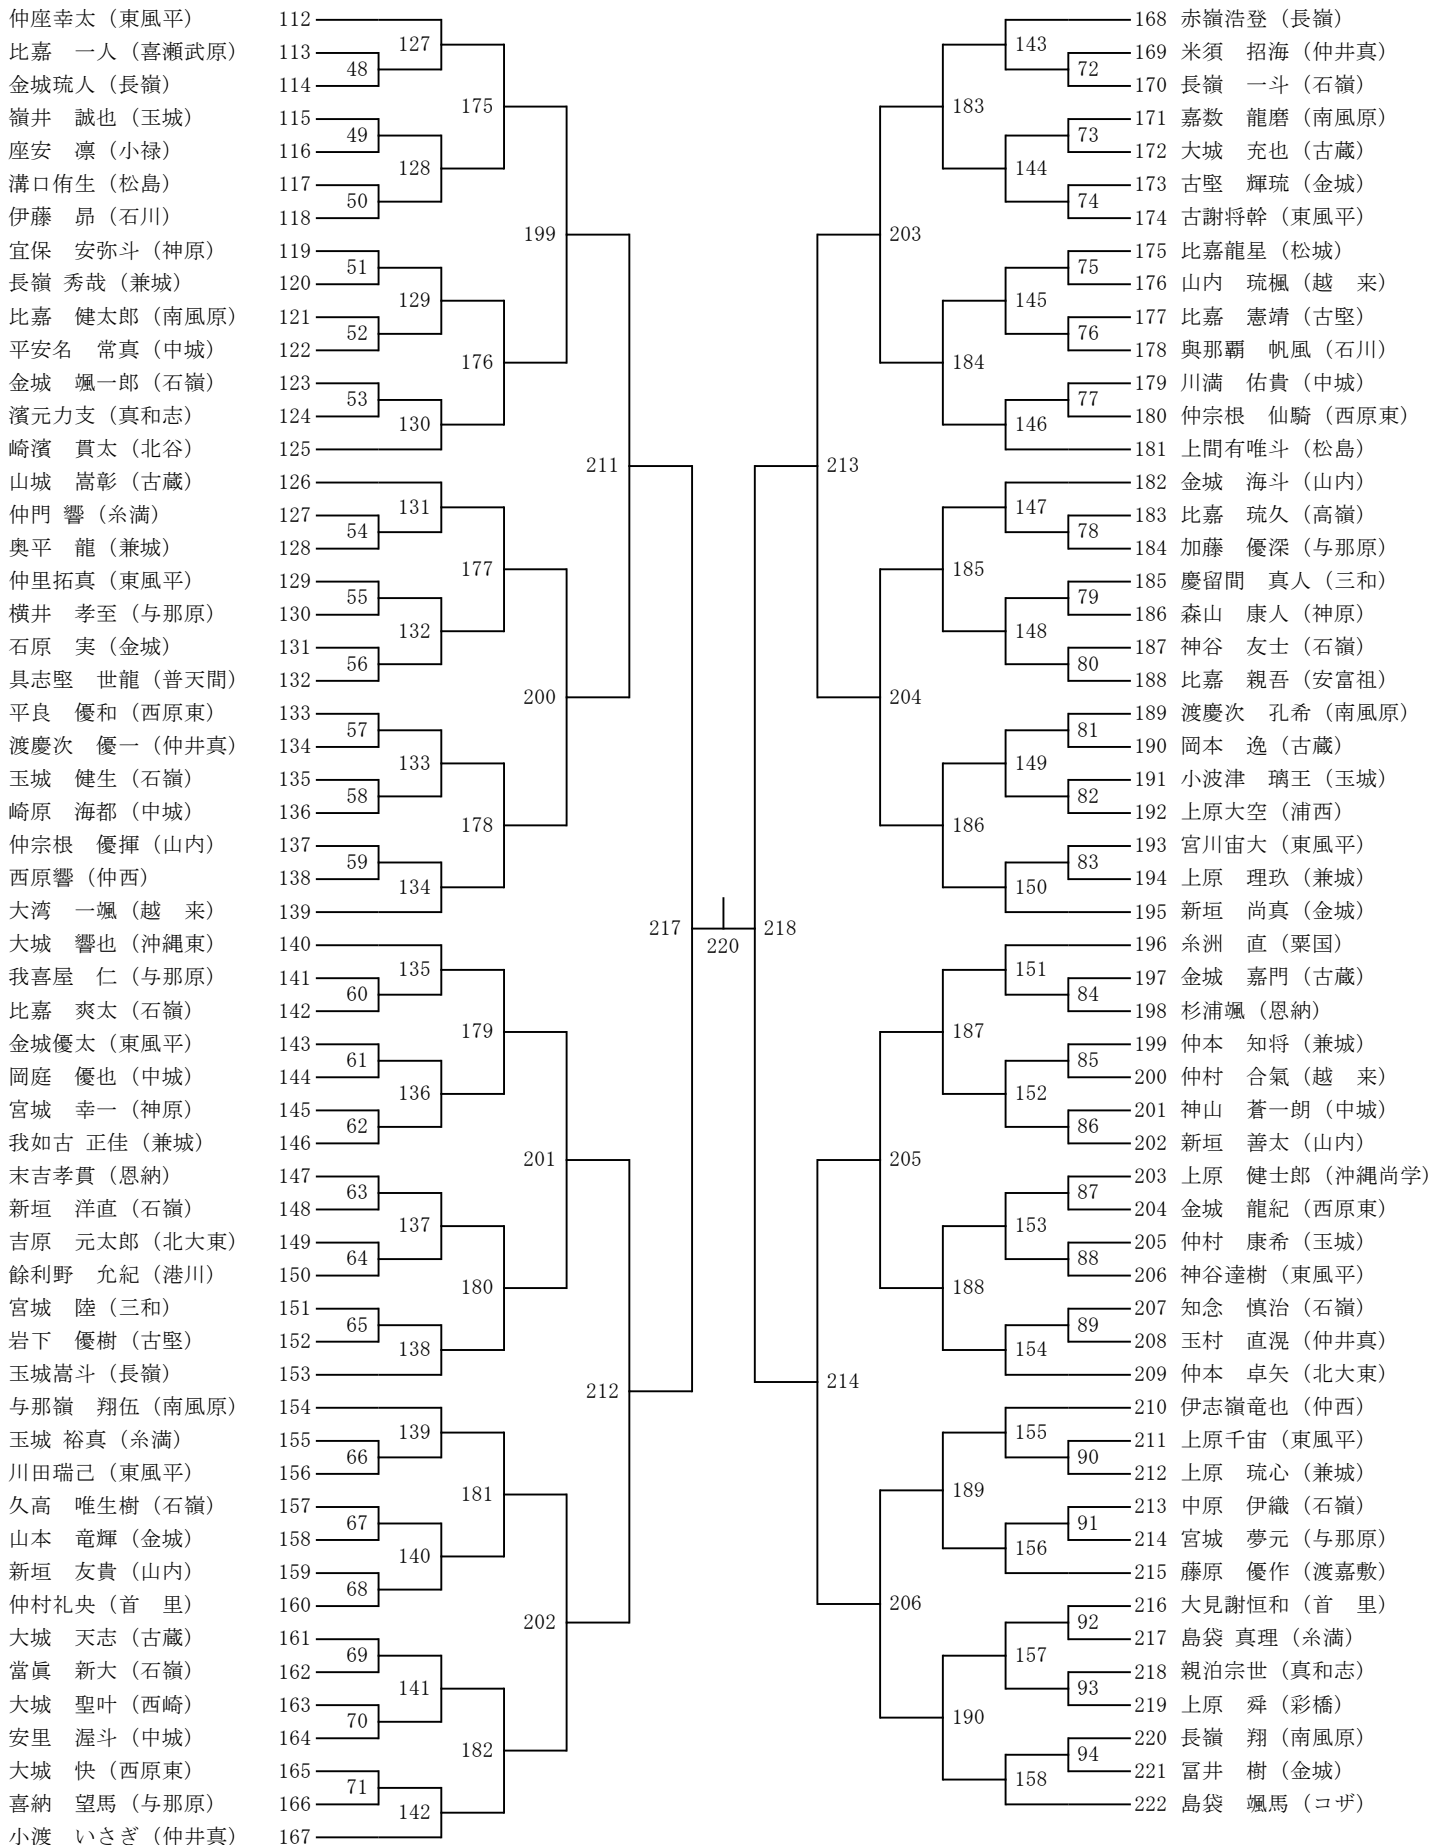 仲座幸太（東風平） 112
比嘉　一人（喜瀬武原） 113
金城琉人（長嶺） 114
嶺井　誠也（玉城） 115
座安　凛（小禄） 116
溝口侑生（松島） 117
伊藤　昴（石川） 118
宜保　安弥斗（神原） 119
長嶺 秀哉（兼城） 120
比嘉　健太郎（南風原） 121
平安名　常真（中城） 122
金城　颯一郎（石嶺） 123
濱元力支（真和志） 124
崎濱　貫太（北谷） 125
山城　嵩彰（古蔵） 126
仲門 響（糸満） 127
奥平　龍（兼城） 128
仲里拓真（東風平） 129
横井　孝至（与那原） 130
石原　実（金城） 131
具志堅　世龍（普天間） 132
平良　優和（西原東） 133
渡慶次　優一（仲井真） 134
玉城　健生（石嶺） 135
崎原　海都（中城） 136
仲宗根　優揮（山内） 137
西原響（仲西） 138
大湾　一颯（越　来） 139
大城　響也（沖縄東） 140
我喜屋　仁（与那原） 141
比嘉　爽太（石嶺） 142
金城優太（東風平） 143
岡庭　優也（中城） 144
宮城　幸一（神原） 145
我如古 正佳（兼城） 146
末吉孝貫（恩納） 147
新垣　洋直（石嶺） 148
吉原　元太郎（北大東） 149
餘利野　允紀（港川） 150
宮城　陸（三和） 151
岩下　優樹（古堅） 152
玉城嵩斗（長嶺） 153
与那嶺　翔伍（南風原） 154
玉城 裕真（糸満） 155
川田瑞己（東風平） 156
久高　唯生樹（石嶺） 157
山本　竜輝（金城） 158
新垣　友貴（山内） 159
仲村礼央（首　里） 160
大城　天志（古蔵） 161
當眞　新大（石嶺） 162
大城　聖叶（西崎） 163
安里　渥斗（中城） 164
大城　快（西原東） 165
喜納　望馬（与那原） 166
小渡　いさぎ（仲井真） 167
48
49
50
51
52
53
54
55
56
57
58
59
60
61
62
63
64
65
66
67
68
69
70
71
127
128
129
130
131
132
133
134
135
136
137
138
139
140
141
142
175
176
177
178
179
180
181
182
199
200
201
202
211
212
217
220
218
213
214
203
204
205
206
183
184
185
186
187
188
189
190
143
144
145
146
147
148
149
150
151
152
153
154
155
156
157
158
72
73
74
75
76
77
78
79
80
81
82
83
84
85
86
87
88
89
90
91
92
93
94
168 赤嶺浩登（長嶺）
169 米須　招海（仲井真）
170 長嶺　一斗（石嶺）
171 嘉数　龍磨（南風原）
172 大城　充也（古蔵）
173 古堅　輝琉（金城）
174 古謝将幹（東風平）
175 比嘉龍星（松城）
176 山内　琉楓（越　来）
177 比嘉　憲靖（古堅）
178 與那覇　帆風（石川）
179 川満　佑貴（中城）
180 仲宗根　仙騎（西原東）
181 上間有唯斗（松島）
182 金城　海斗（山内）
183 比嘉　琉久（高嶺）
184 加藤　優深（与那原）
185 慶留間　真人（三和）
186 森山　康人（神原）
187 神谷　友士（石嶺）
188 比嘉　親吾（安富祖）
189 渡慶次　孔希（南風原）
190 岡本　逸（古蔵）
191 小波津　璃王（玉城）
192 上原大空（浦西）
193 宮川宙大（東風平）
194 上原　理玖（兼城）
195 新垣　尚真（金城）
196 糸洲　直（粟国）
197 金城　嘉門（古蔵）
198 杉浦颯（恩納）
199 仲本　知将（兼城）
200 仲村　合氣（越　来）
201 神山　蒼一朗（中城）
202 新垣　善太（山内）
203 上原　健士郎（沖縄尚学）
204 金城　龍紀（西原東）
205 仲村　康希（玉城）
206 神谷達樹（東風平）
207 知念　慎治（石嶺）
208 玉村　直滉（仲井真）
209 仲本　卓矢（北大東）
210 伊志嶺竜也（仲西）
211 上原千宙（東風平）
212 上原　琉心（兼城）
213 中原　伊織（石嶺）
214 宮城　夢元（与那原）
215 藤原　優作（渡嘉敷）
216 大見謝恒和（首　里）
217 島袋 真理（糸満）
218 親泊宗世（真和志）
219 上原　舜（彩橋）
220 長嶺　翔（南風原）
221 冨井　樹（金城）
222 島袋　颯馬（コザ）